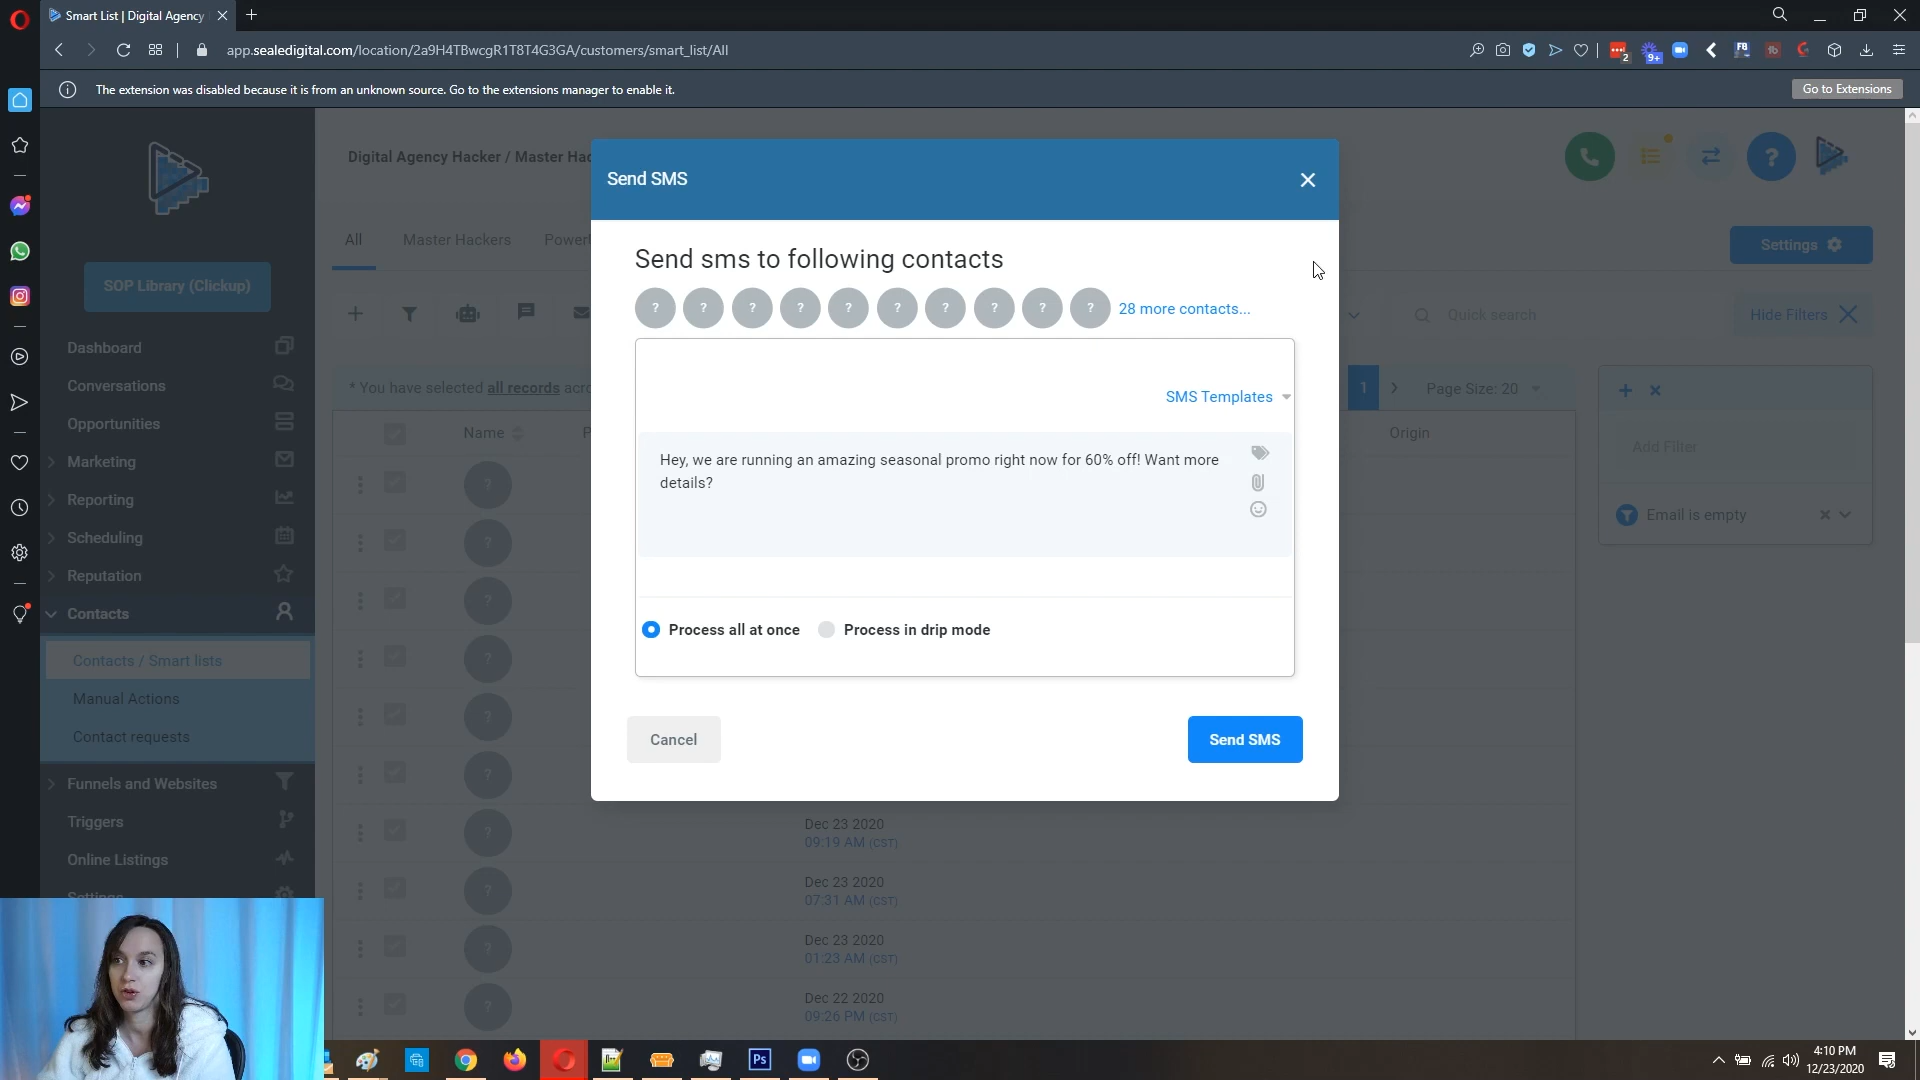 Smart List | Digital Agency
app.sealedigital.com/location/2a9H4TBwcgR1T8T4G3GA/customers/smart_list/All
2
9+
FB
The extension was disabled because it is from an unknown source. Go to the extensions manager to enable it.
Go to Extensions
Digital Agency Hacker / Master Hac
Send SMS
?
All
Master Hackers
Power
Settings
Send sms to following contacts
SOP Library (Clickup)
? ? ? ? ? ? ? ? ? ? 28 more contacts...
Quick search
Hide Filters
Dashboard
Conversations
Opportunities
Marketing
Reporting
Scheduling
Reputation
Contacts
Contacts / Smart lists
Manual Actions
Contact requests
Funnels and Websites
Triggers
Online Listings
Settings
* You have selected all records acro
1
Page Size: 20
SMS Templates
Name
P
Origin
Add Filter
Email is empty
Hey, we are running an amazing seasonal promo right now for 60% off! Want more
details?
Process all at once
Process in drip mode
Cancel
Send SMS
?
?
?
?
?
?
?
Dec 23 2020
09:19 AM (CST)
?
Dec 23 2020
07:31 AM (CST)
?
Dec 23 2020
01:23 AM (CST)
?
Dec 22 2020
09:26 PM (CST)
Ps
4:10 PM
12/23/2020